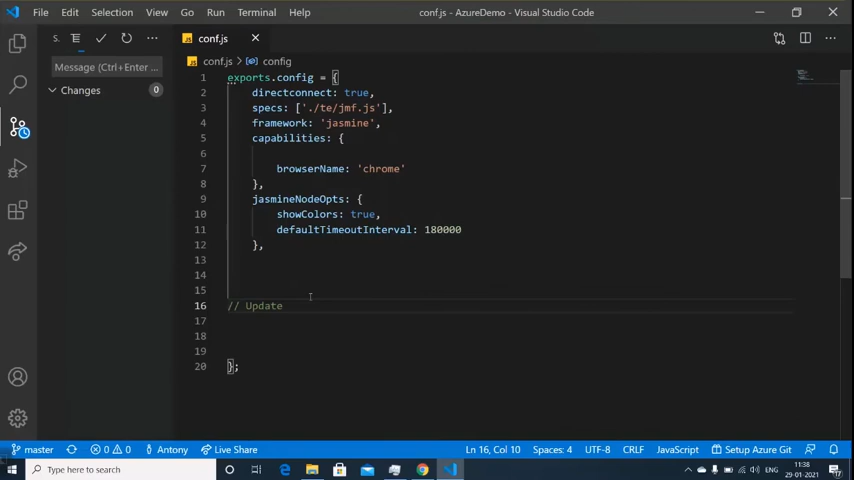 File Edit Selection View Go Run Terminal Help
conf.js - AzureDemo - Visual Studio Code
S.
conf.js
conf.js > config
Message (Ctrl+Enter ...
Changes 0
1 exports.config = {
2 directconnect: true,
3 specs: ['./te/jmf.js'],
4 framework: 'jasmine',
5 capabilities: {
6
7 browserName: 'chrome'
8 },
9 jasmineNodeOpts: {
10 showColors: true,
11 defaultTimeoutInterval: 180000
12 },
13
14
15
16 // Update
17
18
19
20 };
master 0 0 Antony Live Share Ln 16, Col 10 Spaces: 4 UTF-8 CRLF JavaScript Setup Azure Git
Type here to search
ENG
11:38
29-01-2021